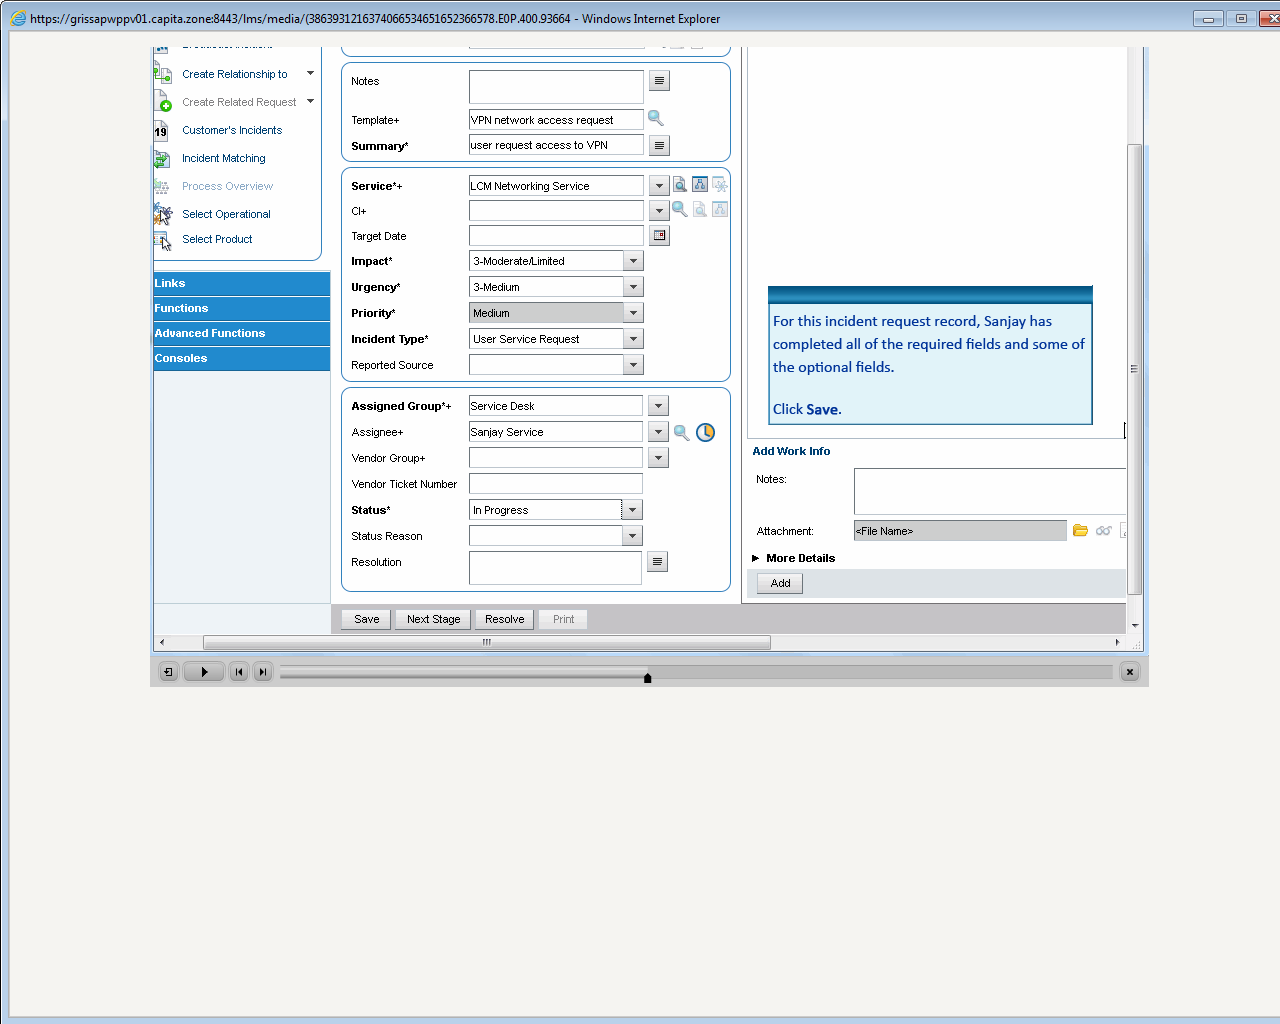 https://grissapwppv01.capita.zone:8443/lms/media/(3863931216374066534651652366578.E0P.400.93664 - Windows Internet Explorer
Create Relationship to
Create Related Request
19 Customer's Incidents
Incident Matching
Process Overview
Select Operational
Select Product
Links
Functions
Advanced Functions
Consoles
Notes
Template+ VPN network access request
Summary* user request access to VPN
Service*+ LCM Networking Service
CI+
Target Date
Impact* 3-Moderate/Limited
Urgency* 3-Medium
Priority* Medium
Incident Type* User Service Request
Reported Source
Assigned Group*+ Service Desk
Assignee+ Sanjay Service
Vendor Group+
Vendor Ticket Number
Status* In Progress
Status Reason
Resolution
Save Next Stage Resolve Print
For this incident request record, Sanjay has
completed all of the required fields and some of
the optional fields.
Click Save.
Add Work Info
Notes:
Attachment: <File Name>
More Details
Add